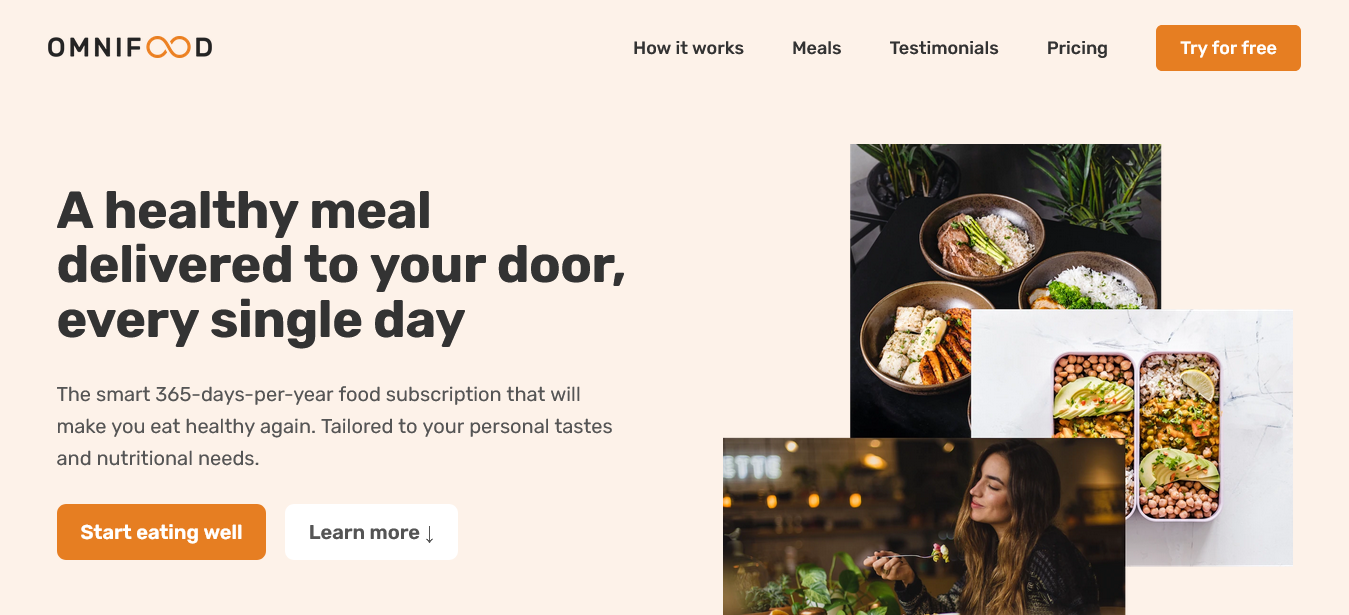 OMNIFOOD
How it works
Meals
Testimonials
Pricing
Try for free
A healthy meal
delivered to your door,
every single day
The smart 365-days-per-year food subscription that will
make you eat healthy again. Tailored to your personal tastes
and nutritional needs.
Start eating well
Learn more ↓
ETTE